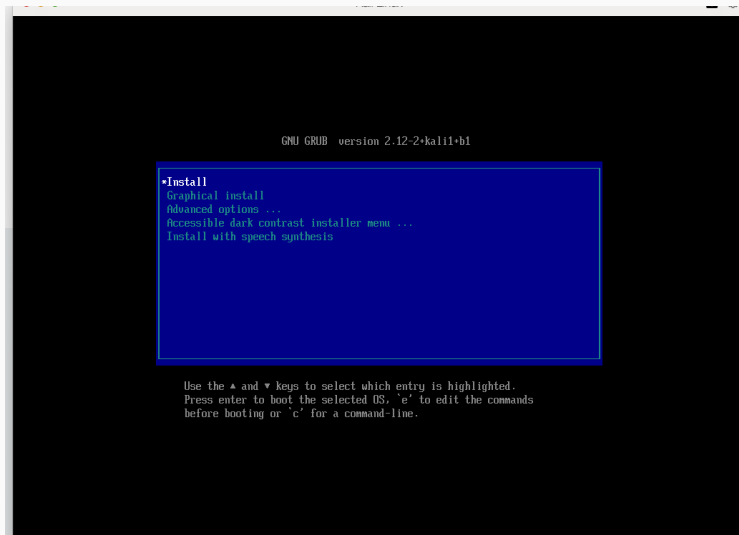 GNU GRUB  version 2.12-2+kali1+b1
*Install
Graphical install
Advanced options ...
Accessible dark contrast installer menu ...
Install with speech synthesis
Use the ▲ and ▼ keys to select which entry is highlighted.
Press enter to boot the selected OS, `e' to edit the commands
before booting or `c' for a command-line.